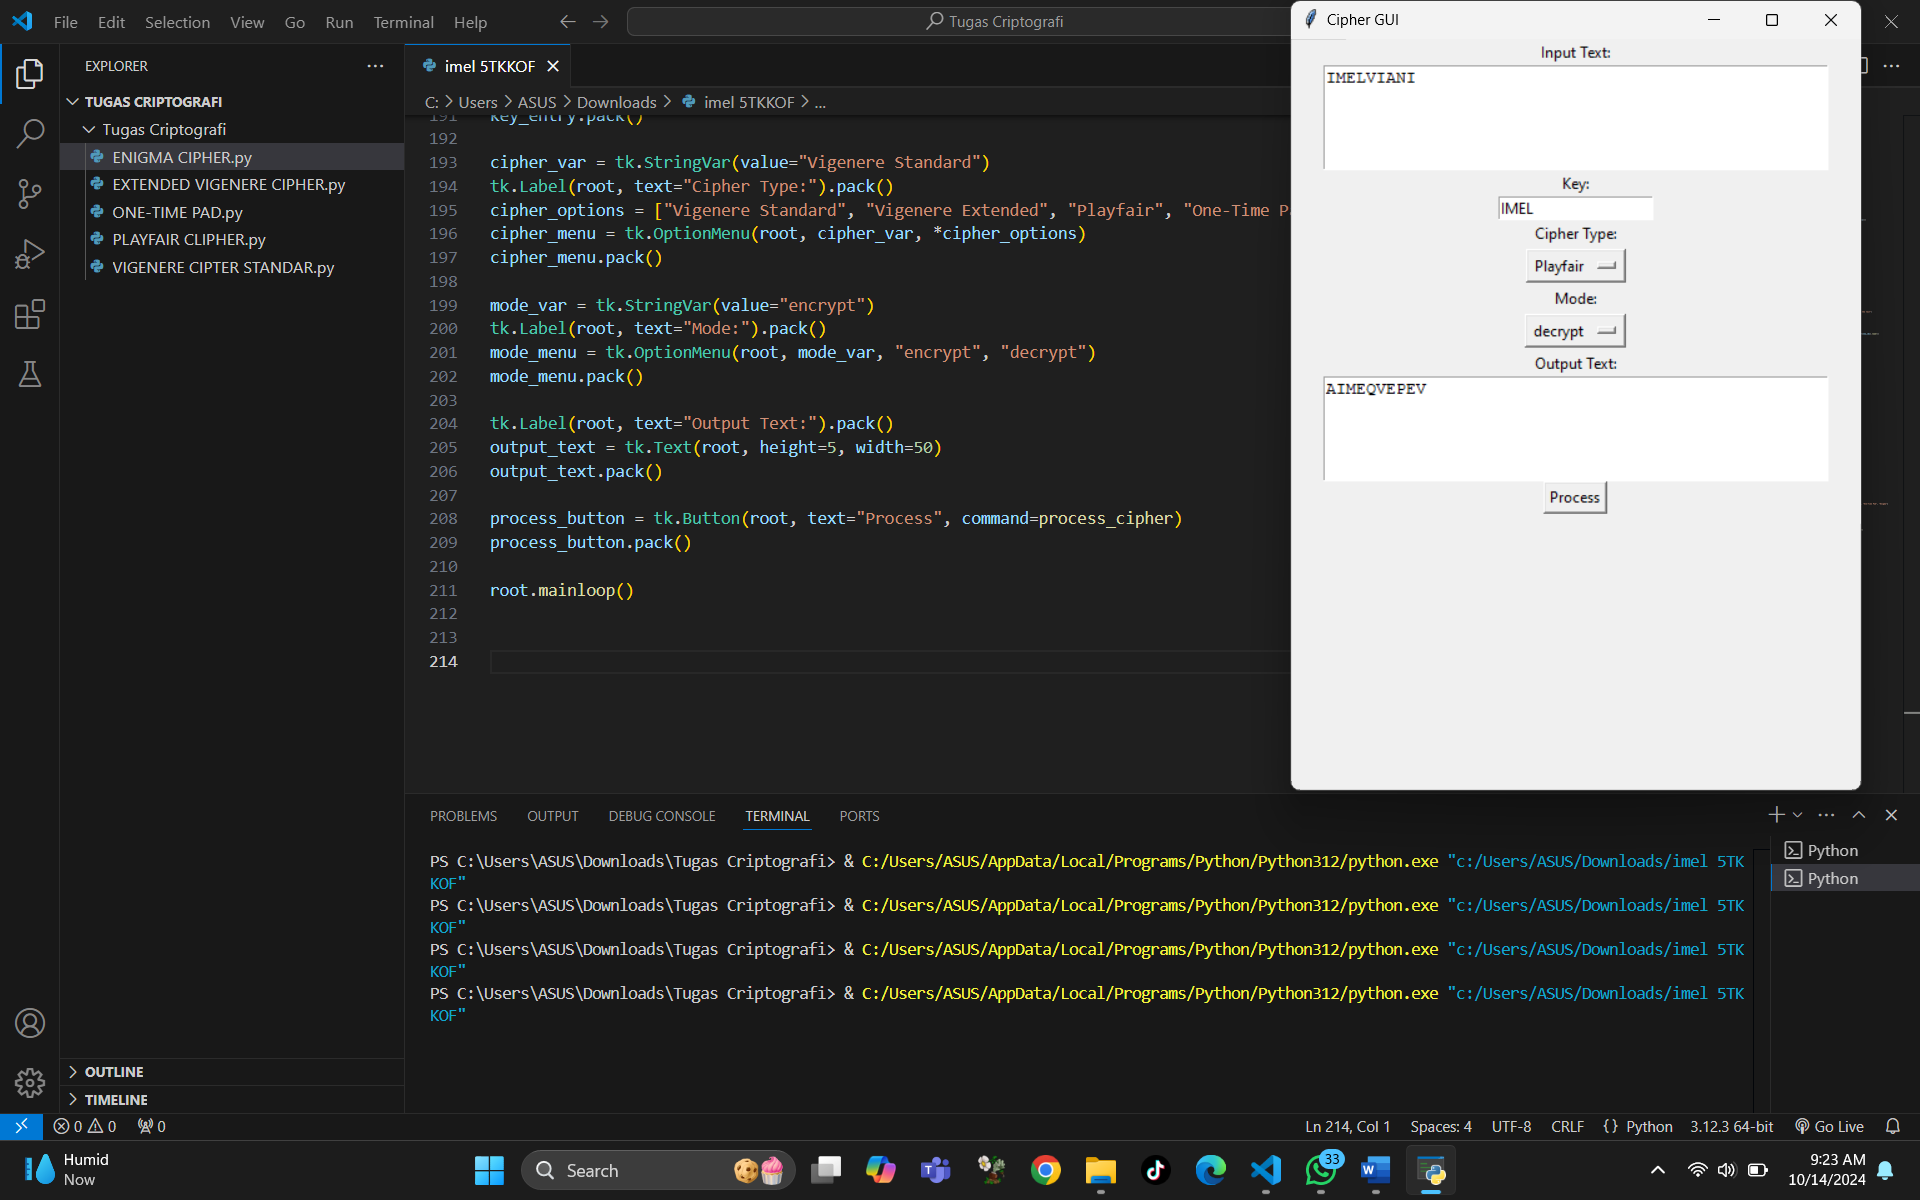 File Edit Selection View Go Run Terminal Help
Tugas Criptografi
EXPLORER
TUGAS CRIPTOGRAFI
Tugas Criptografi
ENIGMA CIPHER.py
EXTENDED VIGENERE CIPHER.py
ONE-TIME PAD.py
PLAYFAIR CLIPHER.py
VIGENERE CIPTER STANDAR.py
OUTLINE
TIMELINE
imel 5TKKOF
C: > Users > ASUS > Downloads > imel 5TKKOF > ...
191 key_entry.pack()
192
193 cipher_var = tk.StringVar(value="Vigenere Standard")
194 tk.Label(root, text="Cipher Type:").pack()
195 cipher_options = ["Vigenere Standard", "Vigenere Extended", "Playfair", "One-Time P
196 cipher_menu = tk.OptionMenu(root, cipher_var, *cipher_options)
197 cipher_menu.pack()
198
199 mode_var = tk.StringVar(value="encrypt")
200 tk.Label(root, text="Mode:").pack()
201 mode_menu = tk.OptionMenu(root, mode_var, "encrypt", "decrypt")
202 mode_menu.pack()
203
204 tk.Label(root, text="Output Text:").pack()
205 output_text = tk.Text(root, height=5, width=50)
206 output_text.pack()
207
208 process_button = tk.Button(root, text="Process", command=process_cipher)
209 process_button.pack()
210
211 root.mainloop()
212
213
214
Cipher GUI
Input Text:
IMELVIANI
Key:
IMEL
Cipher Type:
Playfair
Mode:
decrypt
Output Text:
AIMEQVEPEV
Process
PROBLEMS OUTPUT DEBUG CONSOLE TERMINAL PORTS
PS C:\Users\ASUS\Downloads\Tugas Criptografi> & C:/Users/ASUS/AppData/Local/Programs/Python/Python312/python.exe "c:/Users/ASUS/Downloads/imel 5TK
KOF"
PS C:\Users\ASUS\Downloads\Tugas Criptografi> & C:/Users/ASUS/AppData/Local/Programs/Python/Python312/python.exe "c:/Users/ASUS/Downloads/imel 5TK
KOF"
PS C:\Users\ASUS\Downloads\Tugas Criptografi> & C:/Users/ASUS/AppData/Local/Programs/Python/Python312/python.exe "c:/Users/ASUS/Downloads/imel 5TK
KOF"
PS C:\Users\ASUS\Downloads\Tugas Criptografi> & C:/Users/ASUS/AppData/Local/Programs/Python/Python312/python.exe "c:/Users/ASUS/Downloads/imel 5TK
KOF"
Python
Python
0 0 0
Ln 214, Col 1 Spaces: 4 UTF-8 CRLF {} Python 3.12.3 64-bit Go Live
Humid
Now
Search
33
9:23 AM
10/14/2024